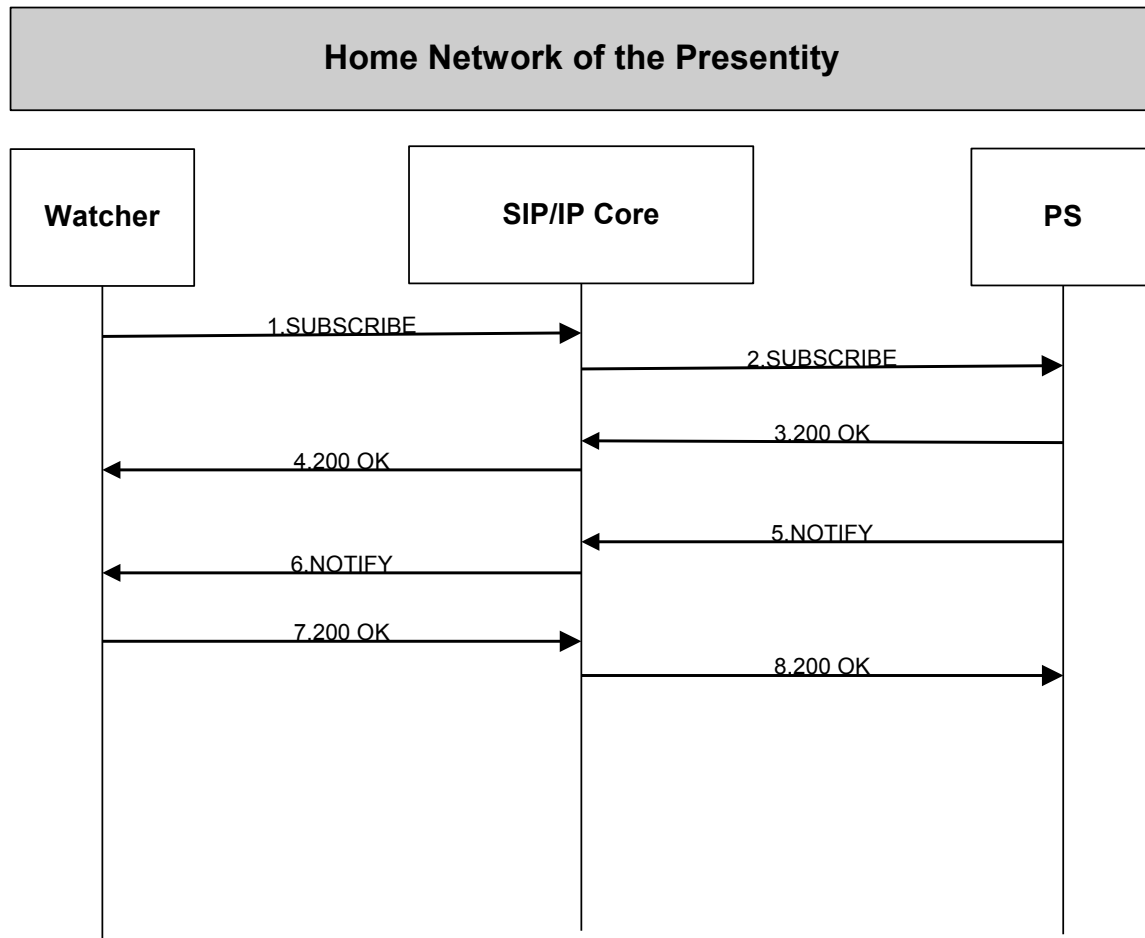 Home Network of the Presentity
Watcher
SIP/IP Core
PS
1.SUBSCRIBE
2.SUBSCRIBE
3.200 OK
4.200 OK
5.NOTIFY
6.NOTIFY
7.200 OK
8.200 OK